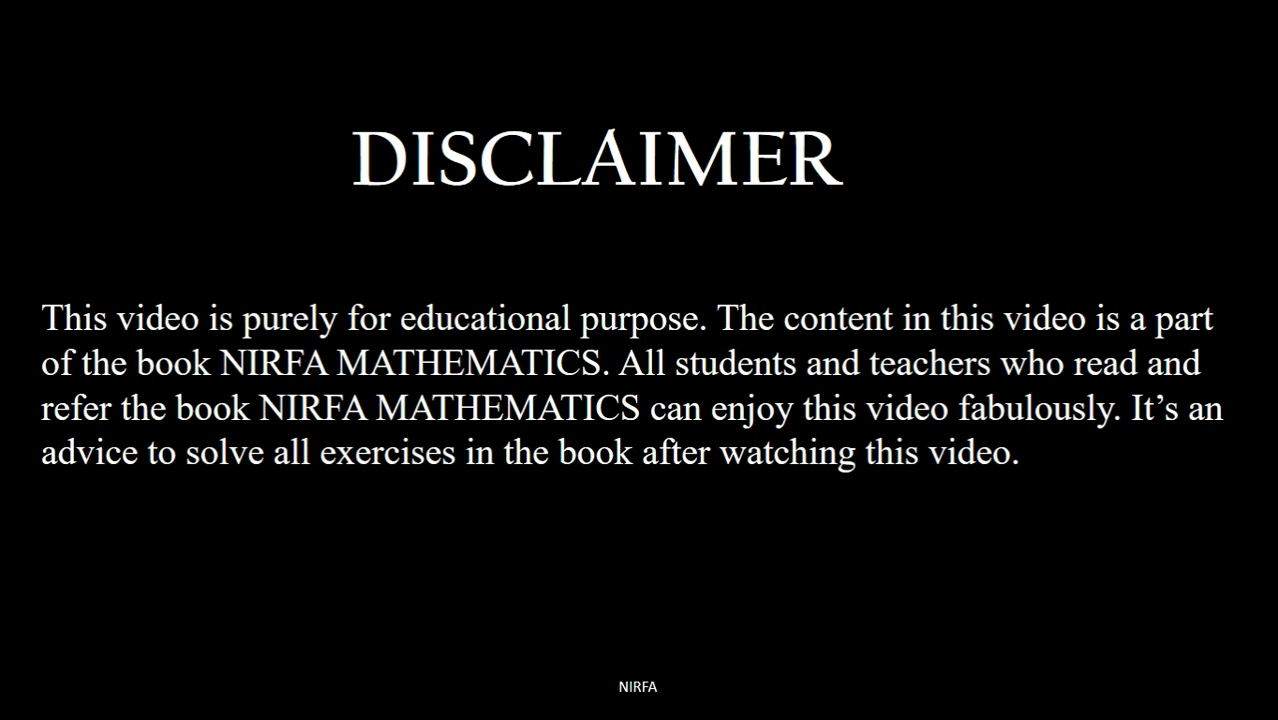 DISCLAIMER
This video is purely for educational purpose. The content in this video is a part
of the book NIRFA MATHEMATICS. All students and teachers who read and
refer the book NIRFA MATHEMATICS can enjoy this video fabulously. It’s an
advice to solve all exercises in the book after watching this video.
NIRFA